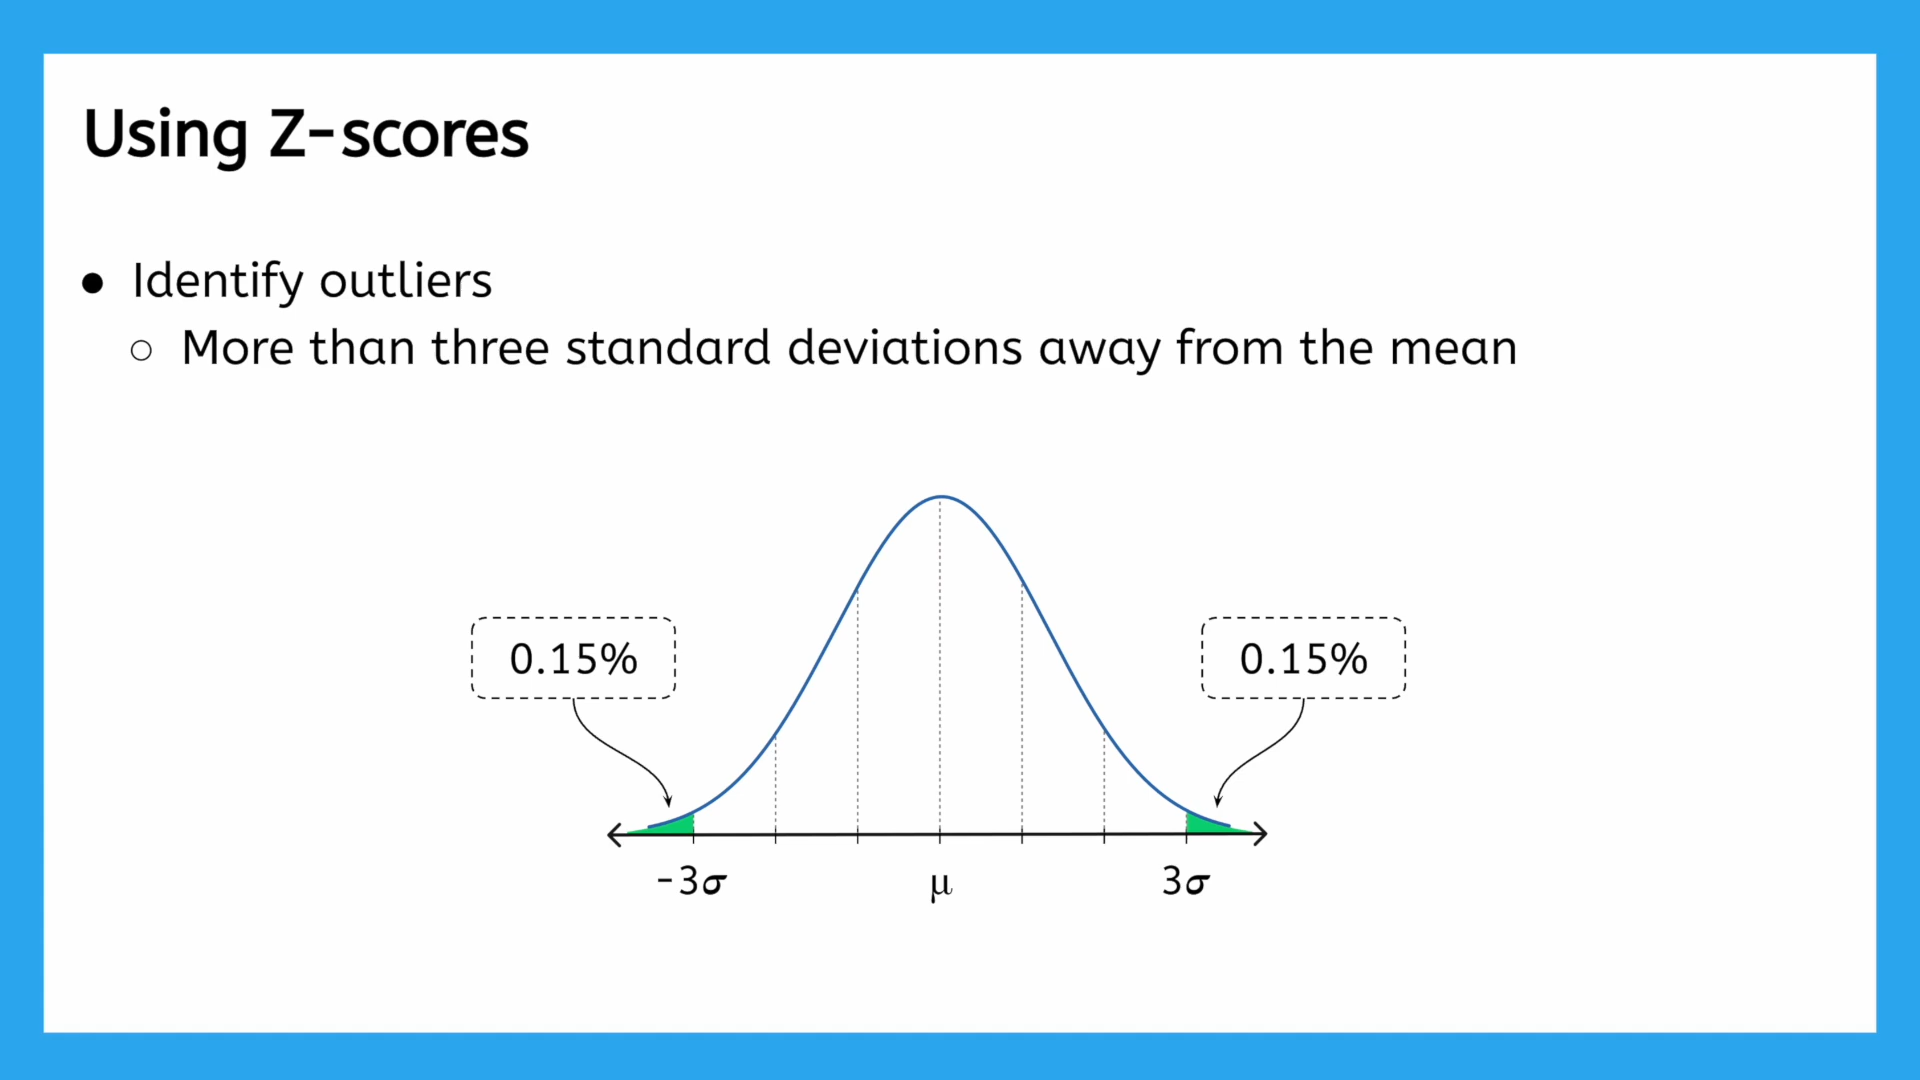 Using Z-scores
● Identify outliers
○ More than three standard deviations away from the mean
0.15% 0.15%
-3σ μ 3σ